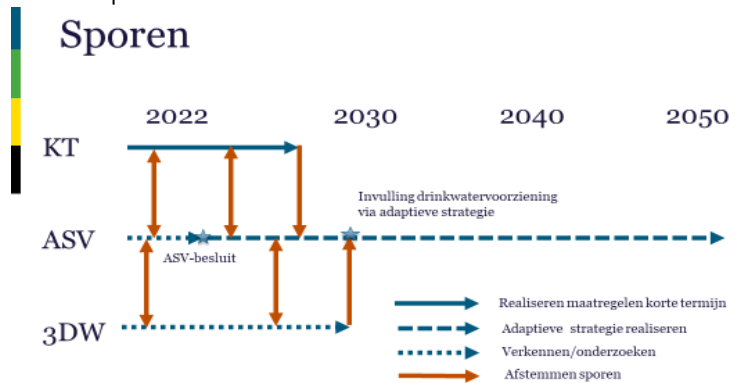 Sporen
2022 2030 2040 2050
KT
Invulling drinkwatervoorziening
via adaptieve strategie
ASV
ASV-besluit
3DW
Realiseren maatregelen korte termijn
Adaptieve strategie realiseren
Verkennen/onderzoeken
Afstemmen sporen